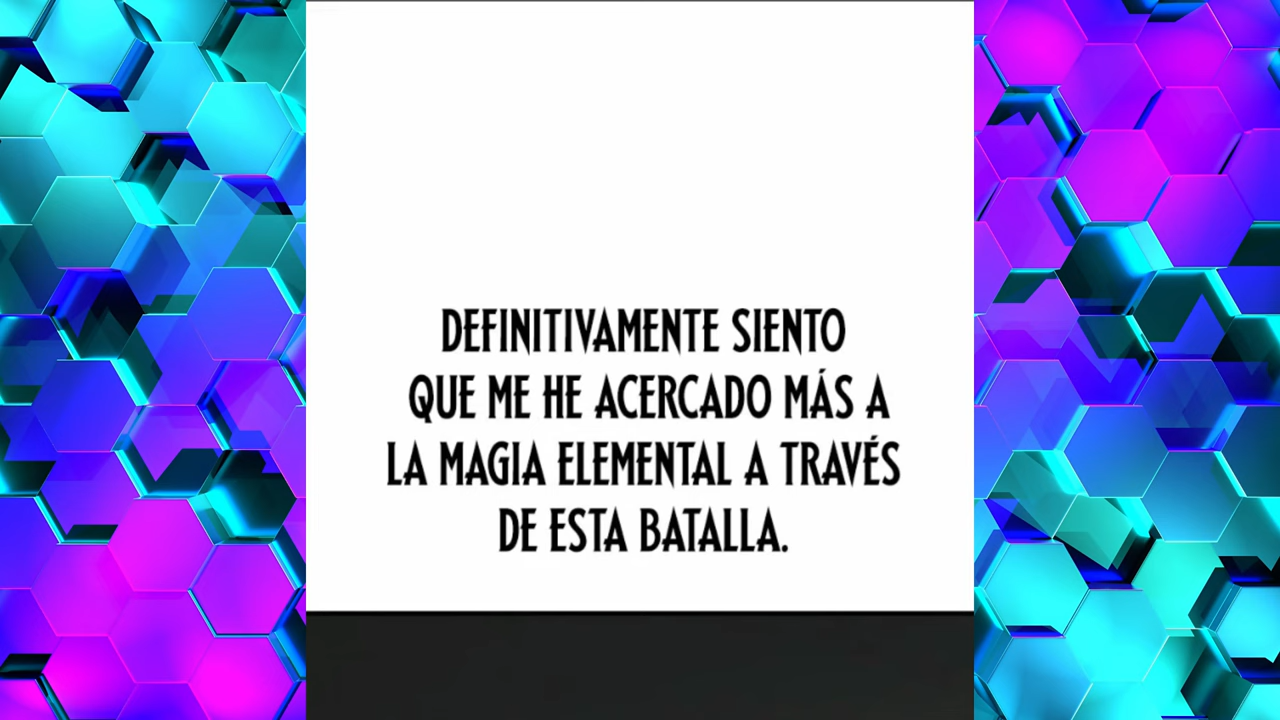 DEFINITIVAMENTE SIENTO
QUE ME HE ACERCADO MÁS A
LA MAGIA ELEMENTAL A TRAVÉS
DE ESTA BATALLA.